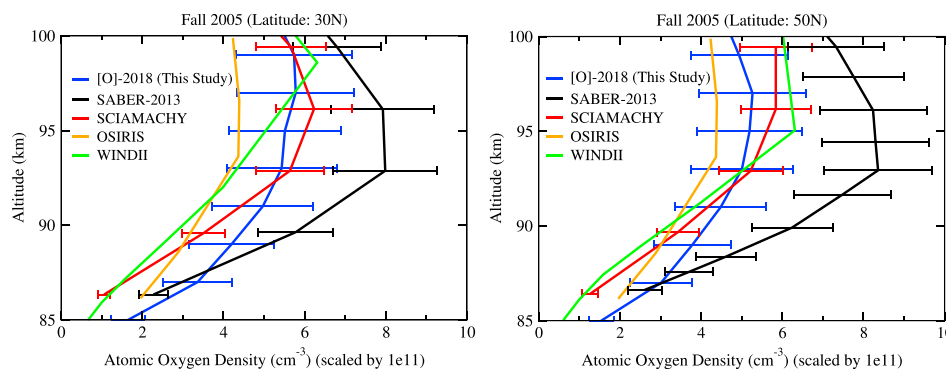 Fall 2005 (Latitude: 30N)
100
95
90
85
Altitude (km)
[O]-2018 (This Study)
SABER-2013
SCIAMACHY
OSIRIS
WINDII
0 2 4 6 8 10
Atomic Oxygen Density (cm⁻³) (scaled by 1e11)
Fall 2005 (Latitude: 50N)
100
95
90
85
Altitude (km)
[O]-2018 (This Study)
SABER-2013
SCIAMACHY
OSIRIS
WINDII
0 2 4 6 8 10
Atomic Oxygen Density (cm⁻³) (scaled by 1e11)